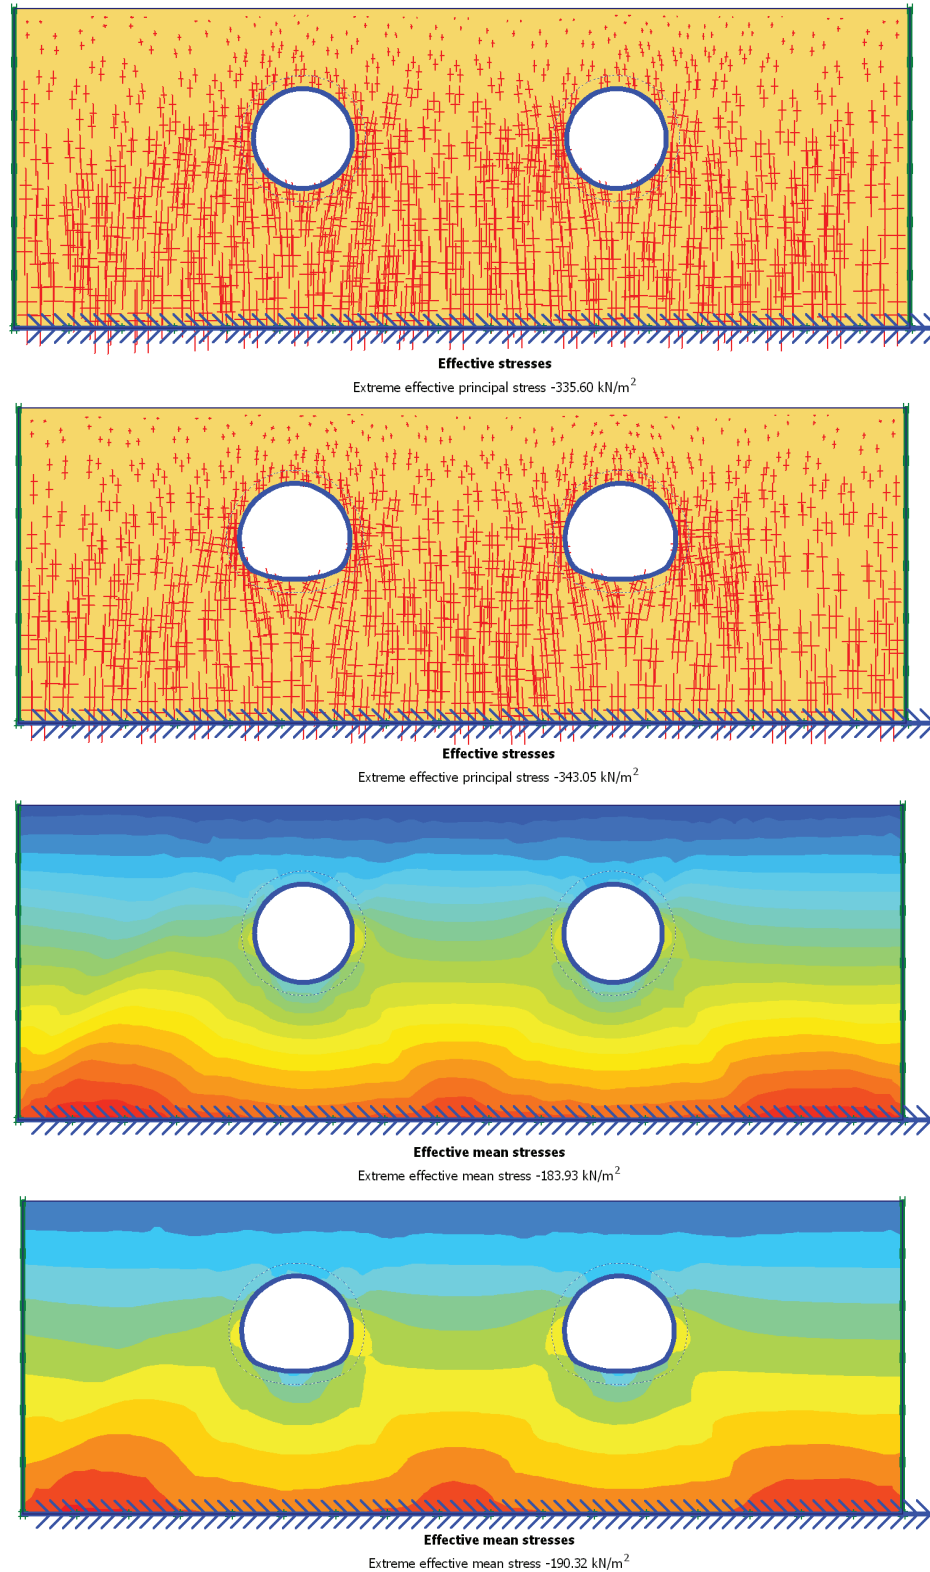 Effective stresses
Extreme effective principal stress -335.60 kN/m²
Effective stresses
Extreme effective principal stress -343.05 kN/m²
Effective mean stresses
Extreme effective mean stress -183.93 kN/m²
Effective mean stresses
Extreme effective mean stress -190.32 kN/m²